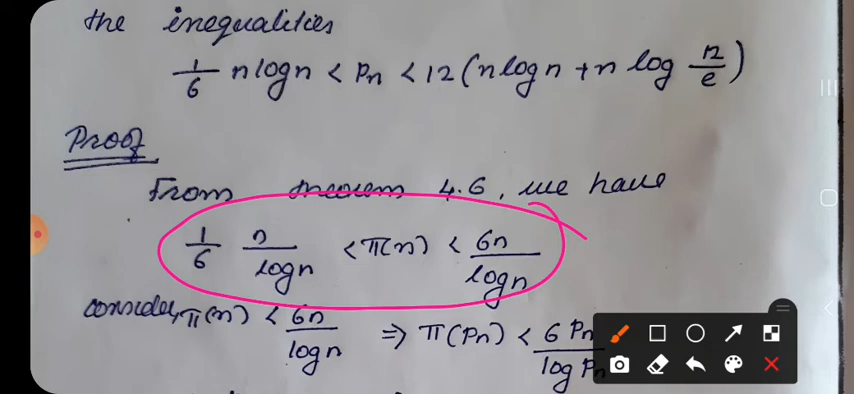 the inequalities
1/6 n log n < Pn < 12 (n log n + n log 12/e)
Proof
From theorem 4.6, we have
1/6 n/log n < π(n) < 6n/log n
consider, π(n) < 6n/log n ⇒ π(Pn) < 6 Pn/log Pn